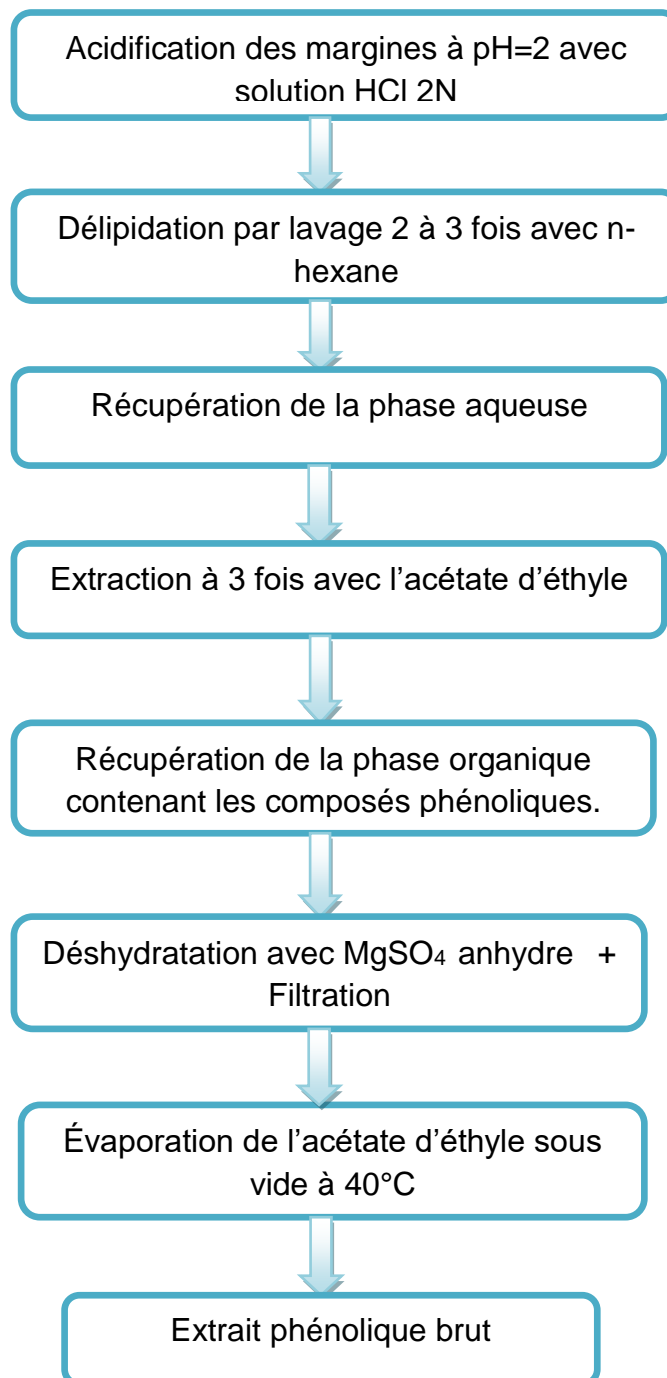 Acidification des margines à pH=2 avec
solution HCl 2N
Délipidation par lavage 2 à 3 fois avec n-
hexane
Récupération de la phase aqueuse
Extraction à 3 fois avec l’acétate d’éthyle
Récupération de la phase organique
contenant les composés phénoliques.
Déshydratation avec MgSO₄ anhydre +
Filtration
Évaporation de l’acétate d’éthyle sous
vide à 40°C
Extrait phénolique brut